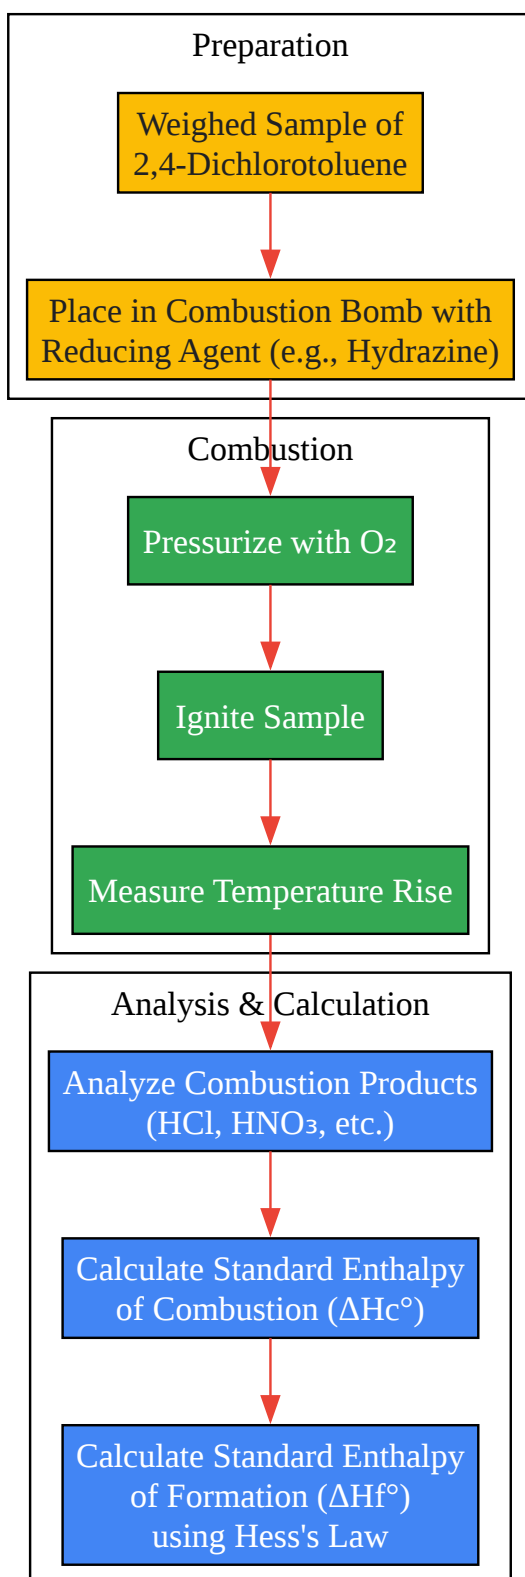 Preparation
Weighed Sample of
2,4-Dichlorotoluene
Place in Combustion Bomb with
Reducing Agent (e.g., Hydrazine)
Combustion
Pressurize with O₂
Ignite Sample
Measure Temperature Rise
Analysis & Calculation
Analyze Combustion Products
(HCl, HNO₃, etc.)
Calculate Standard Enthalpy
of Combustion (ΔHc°)
Calculate Standard Enthalpy
of Formation (ΔHf°)
using Hess's Law